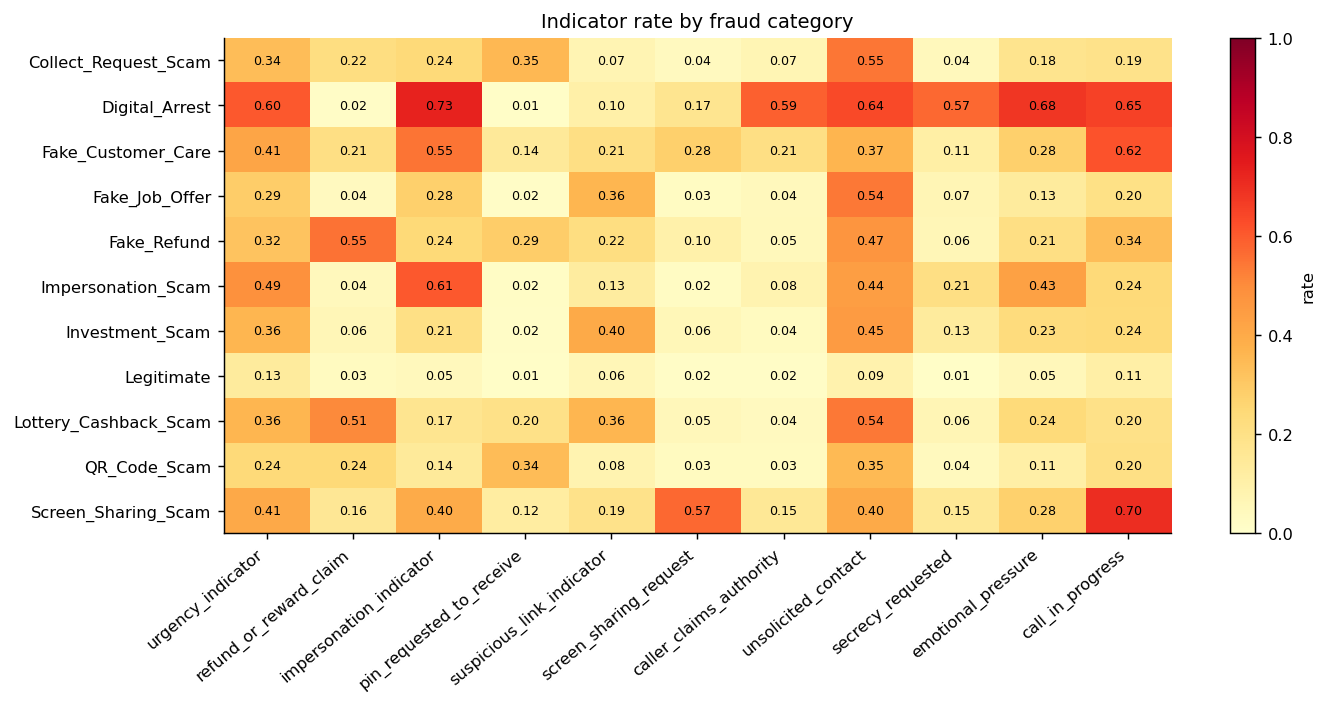 Indicator rate by fraud category
Collect_Request_Scam 0.34 0.22 0.24 0.35 0.07 0.04 0.07 0.55 0.04 0.18 0.19
Digital_Arrest 0.60 0.02 0.73 0.01 0.10 0.17 0.59 0.64 0.57 0.68 0.65
Fake_Customer_Care 0.41 0.21 0.55 0.14 0.21 0.28 0.21 0.37 0.11 0.28 0.62
Fake_Job_Offer 0.29 0.04 0.28 0.02 0.36 0.03 0.04 0.54 0.07 0.13 0.20
Fake_Refund 0.32 0.55 0.24 0.29 0.22 0.10 0.05 0.47 0.06 0.21 0.34
Impersonation_Scam 0.49 0.04 0.61 0.02 0.13 0.02 0.08 0.44 0.21 0.43 0.24
Investment_Scam 0.36 0.06 0.21 0.02 0.40 0.06 0.04 0.45 0.13 0.23 0.24
Legitimate 0.13 0.03 0.05 0.01 0.06 0.02 0.02 0.09 0.01 0.05 0.11
Lottery_Cashback_Scam 0.36 0.51 0.17 0.20 0.36 0.05 0.04 0.54 0.06 0.24 0.20
QR_Code_Scam 0.24 0.24 0.14 0.34 0.08 0.03 0.03 0.35 0.04 0.11 0.20
Screen_Sharing_Scam 0.41 0.16 0.40 0.12 0.19 0.57 0.15 0.40 0.15 0.28 0.70
urgency_indicator
refund_or_reward_claim
impersonation_indicator
pin_requested_to_receive
suspicious_link_indicator
screen_sharing_request
caller_claims_authority
unsolicited_contact
secrecy_requested
emotional_pressure
call_in_progress
1.0
0.8
0.6
0.4
0.2
0.0
rate